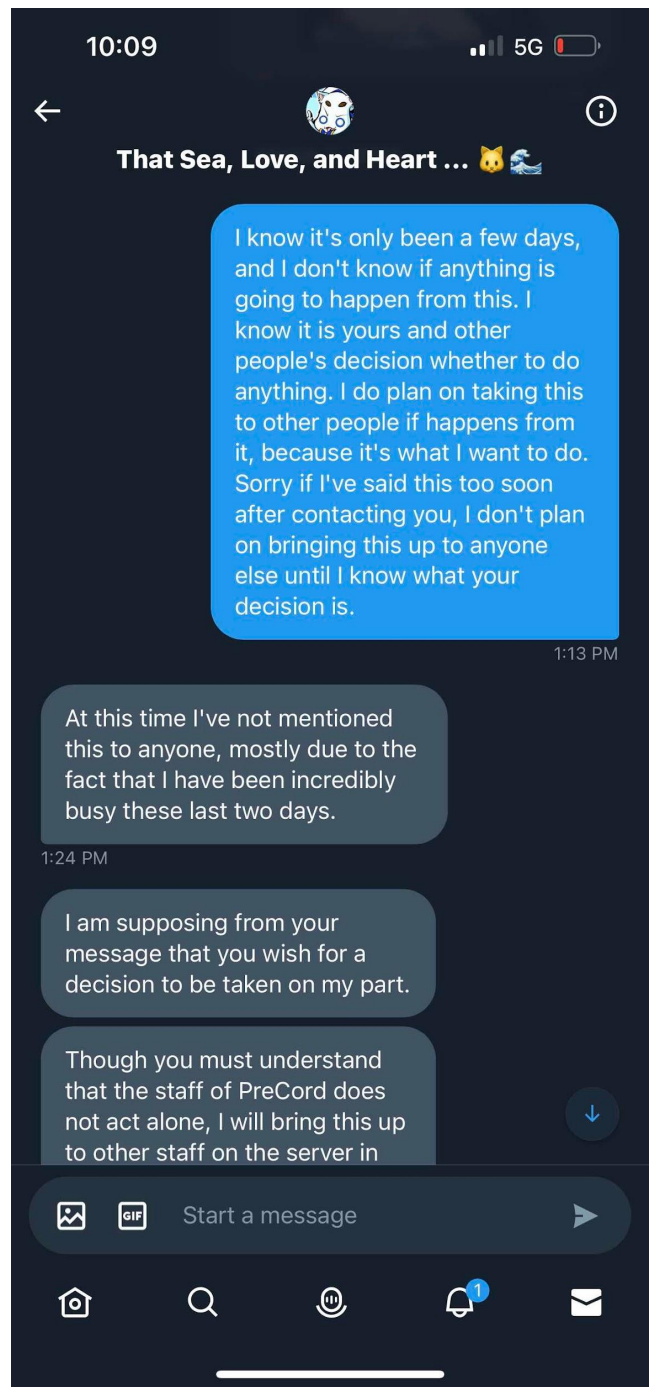 10:09
5G
That Sea, Love, and Heart ... 🐱🌊
I know it's only been a few days,
and I don't know if anything is
going to happen from this. I
know it is yours and other
people's decision whether to do
anything. I do plan on taking this
to other people if happens from
it, because it's what I want to do.
Sorry if I've said this too soon
after contacting you, I don't plan
on bringing this up to anyone
else until I know what your
decision is.
1:13 PM
At this time I've not mentioned
this to anyone, mostly due to the
fact that I have been incredibly
busy these last two days.
1:24 PM
I am supposing from your
message that you wish for a
decision to be taken on my part.
Though you must understand
that the staff of PreCord does
not act alone, I will bring this up
to other staff on the server in
GIF
Start a message
1